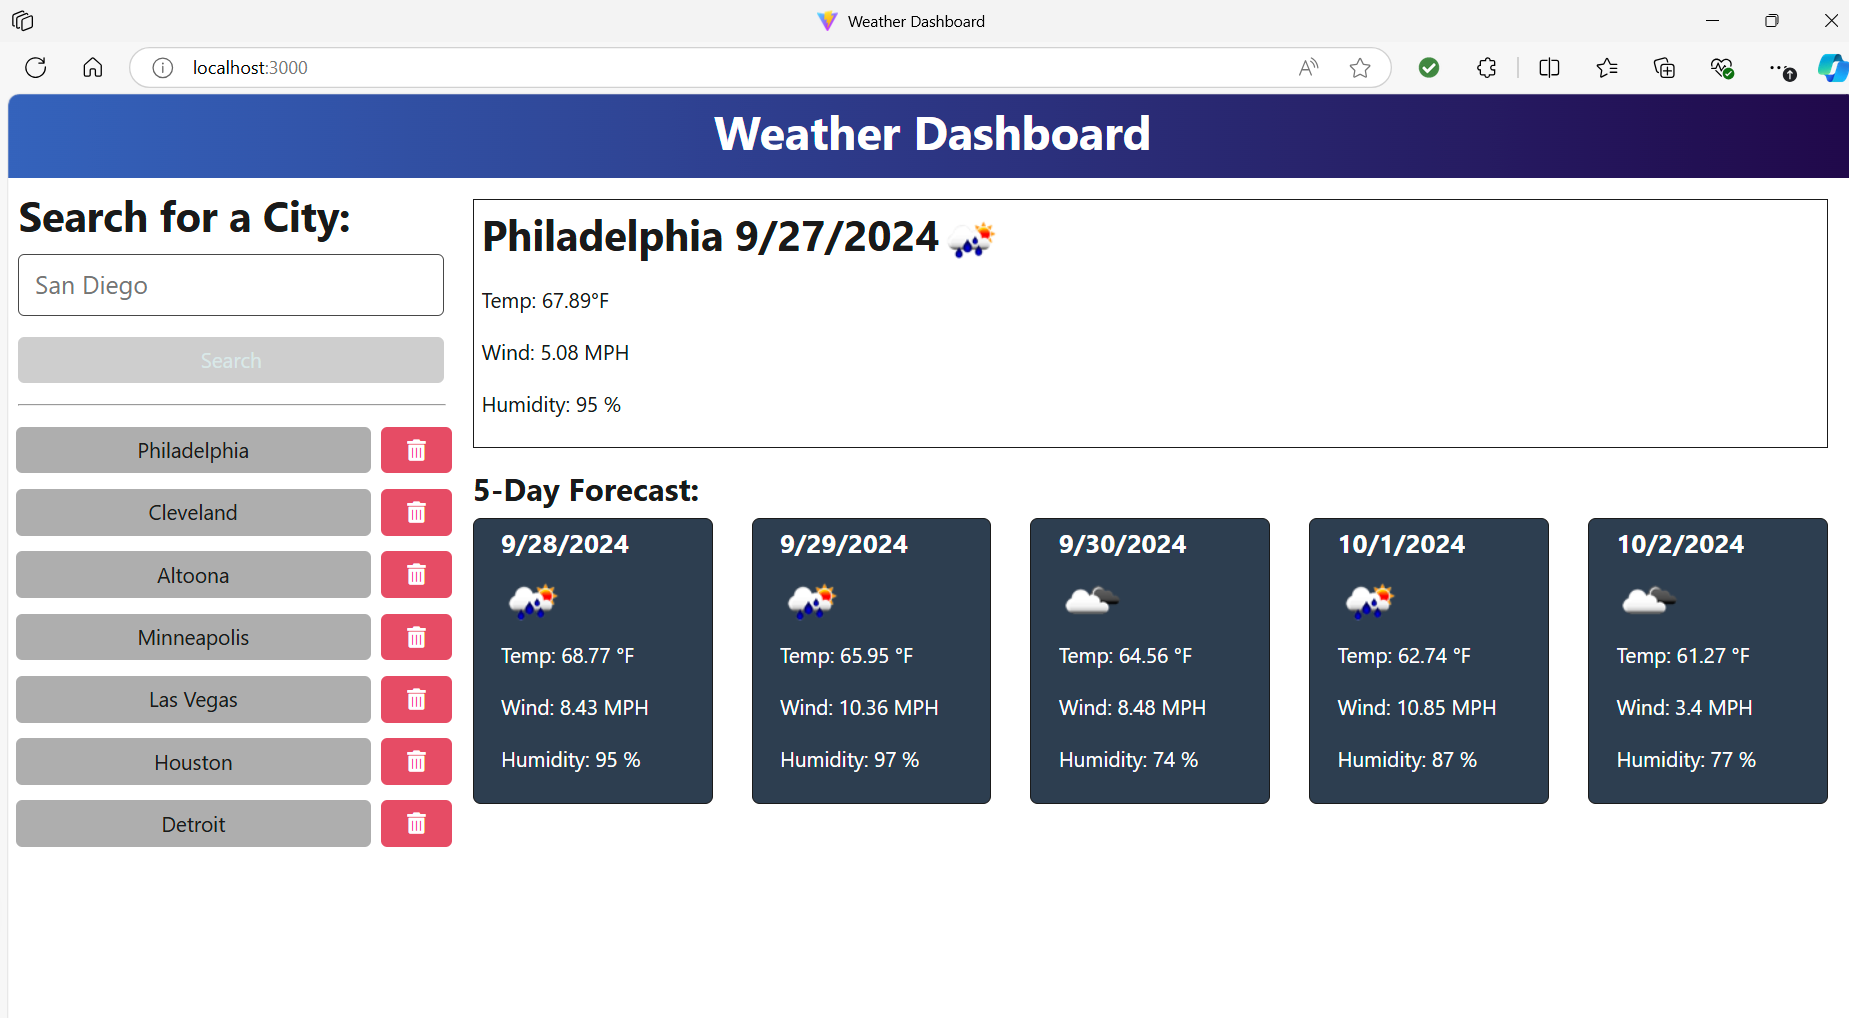 Weather Dashboard
localhost:3000
Weather Dashboard
Search for a City:
San Diego
Search
Philadelphia
Cleveland
Altoona
Minneapolis
Las Vegas
Houston
Detroit
Philadelphia 9/27/2024
Temp: 67.89°F
Wind: 5.08 MPH
Humidity: 95 %
5-Day Forecast:
9/28/2024
Temp: 68.77 °F
Wind: 8.43 MPH
Humidity: 95 %
9/29/2024
Temp: 65.95 °F
Wind: 10.36 MPH
Humidity: 97 %
9/30/2024
Temp: 64.56 °F
Wind: 8.48 MPH
Humidity: 74 %
10/1/2024
Temp: 62.74 °F
Wind: 10.85 MPH
Humidity: 87 %
10/2/2024
Temp: 61.27 °F
Wind: 3.4 MPH
Humidity: 77 %